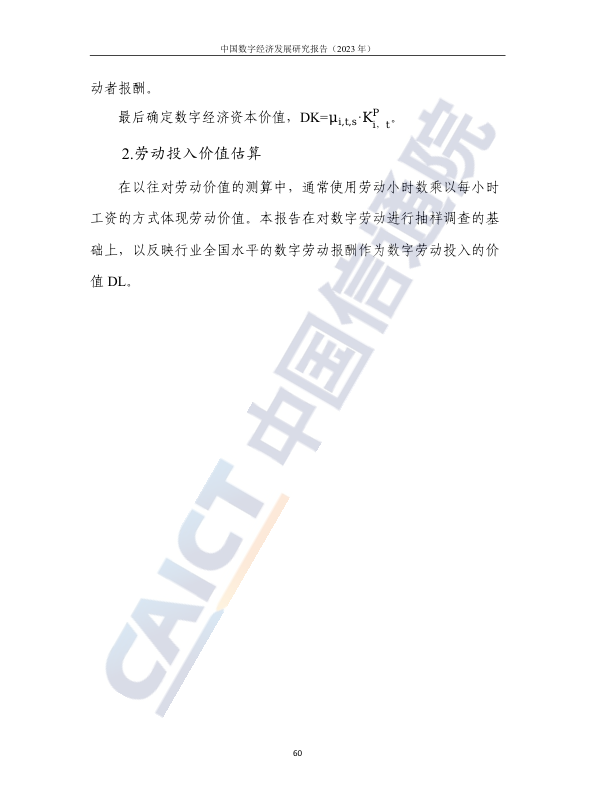 中国数字经济发展研究报告（2023 年）
动者报酬。
最后确定数字经济资本价值，DK=μi,t,s·K^P_i，t。
2.劳动投入价值估算
在以往对劳动价值的测算中，通常使用劳动小时数乘以每小时
工资的方式体现劳动价值。本报告在对数字劳动进行抽样调查的基
础上，以反映行业全国水平的数字劳动报酬作为数字劳动投入的价
值 DL。
CAICT 中国信通院
60